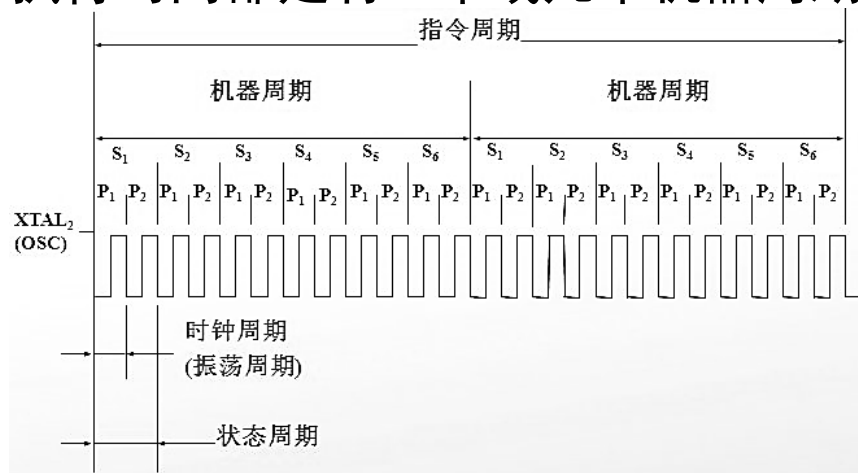 指令周期
机器周期 机器周期
S1 S2 S3 S4 S5 S6 S1 S2 S3 S4 S5 S6
P1 P2 P1 P2 P1 P2 P1 P2 P1 P2 P1 P2 P1 P2 P1 P2 P1 P2 P1 P2 P1 P2 P1 P2
XTAL2
(OSC)
时钟周期
(振荡周期)
状态周期